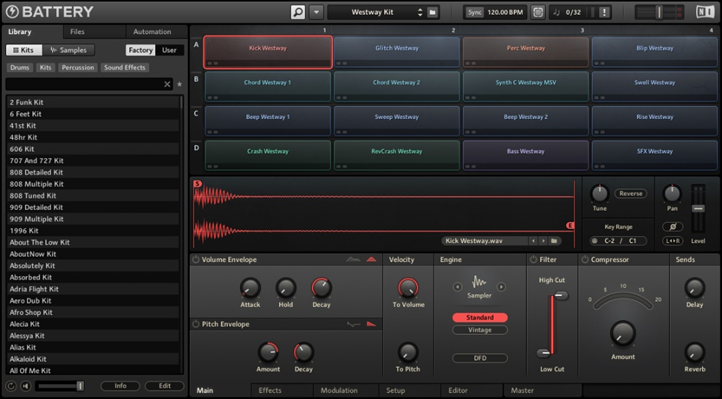 BATTERY
Westway Kit
Sync 120.00 BPM
0/32
Library Files Automation
Kits Samples Factory User
Drums Kits Percussion Sound Effects
2 Funk Kit
6 Feet Kit
41st Kit
48hr Kit
606 Kit
707 And 727 Kit
808 Detailed Kit
808 Multiple Kit
808 Tuned Kit
909 Detailed Kit
909 Multiple Kit
1996 Kit
About The Low Kit
AboutNow Kit
Absolutely Kit
Absorbed Kit
Adria Flight Kit
Aero Dub Kit
Afro Shop Kit
Alecia Kit
Alessya Kit
Alias Kit
Alkaloid Kit
All Of Me Kit
Info Edit
1 2 3 4
A Kick Westway Glitch Westway Perc Westway Blip Westway
B Chord Westway 1 Chord Westway 2 Synth C Westway MSV Swell Westway
C Beep Westway 1 Sweep Westway Beep Westway 2 Rise Westway
D Crash Westway RevCrash Westway Bass Westway SFX Westway
S
E
Kick Westway.wav
Tune Reverse
Key Range
C-2 / C1
Pan
L R
Level
Volume Envelope
Attack Hold Decay
Pitch Envelope
Amount Decay
Velocity
To Volume
To Pitch
Engine
Sampler
Standard
Vintage
DFD
Filter
High Cut
Low Cut
Compressor
0 5 10 15 20
Amount
Sends
Delay
Reverb
Main Effects Modulation Setup Editor Master